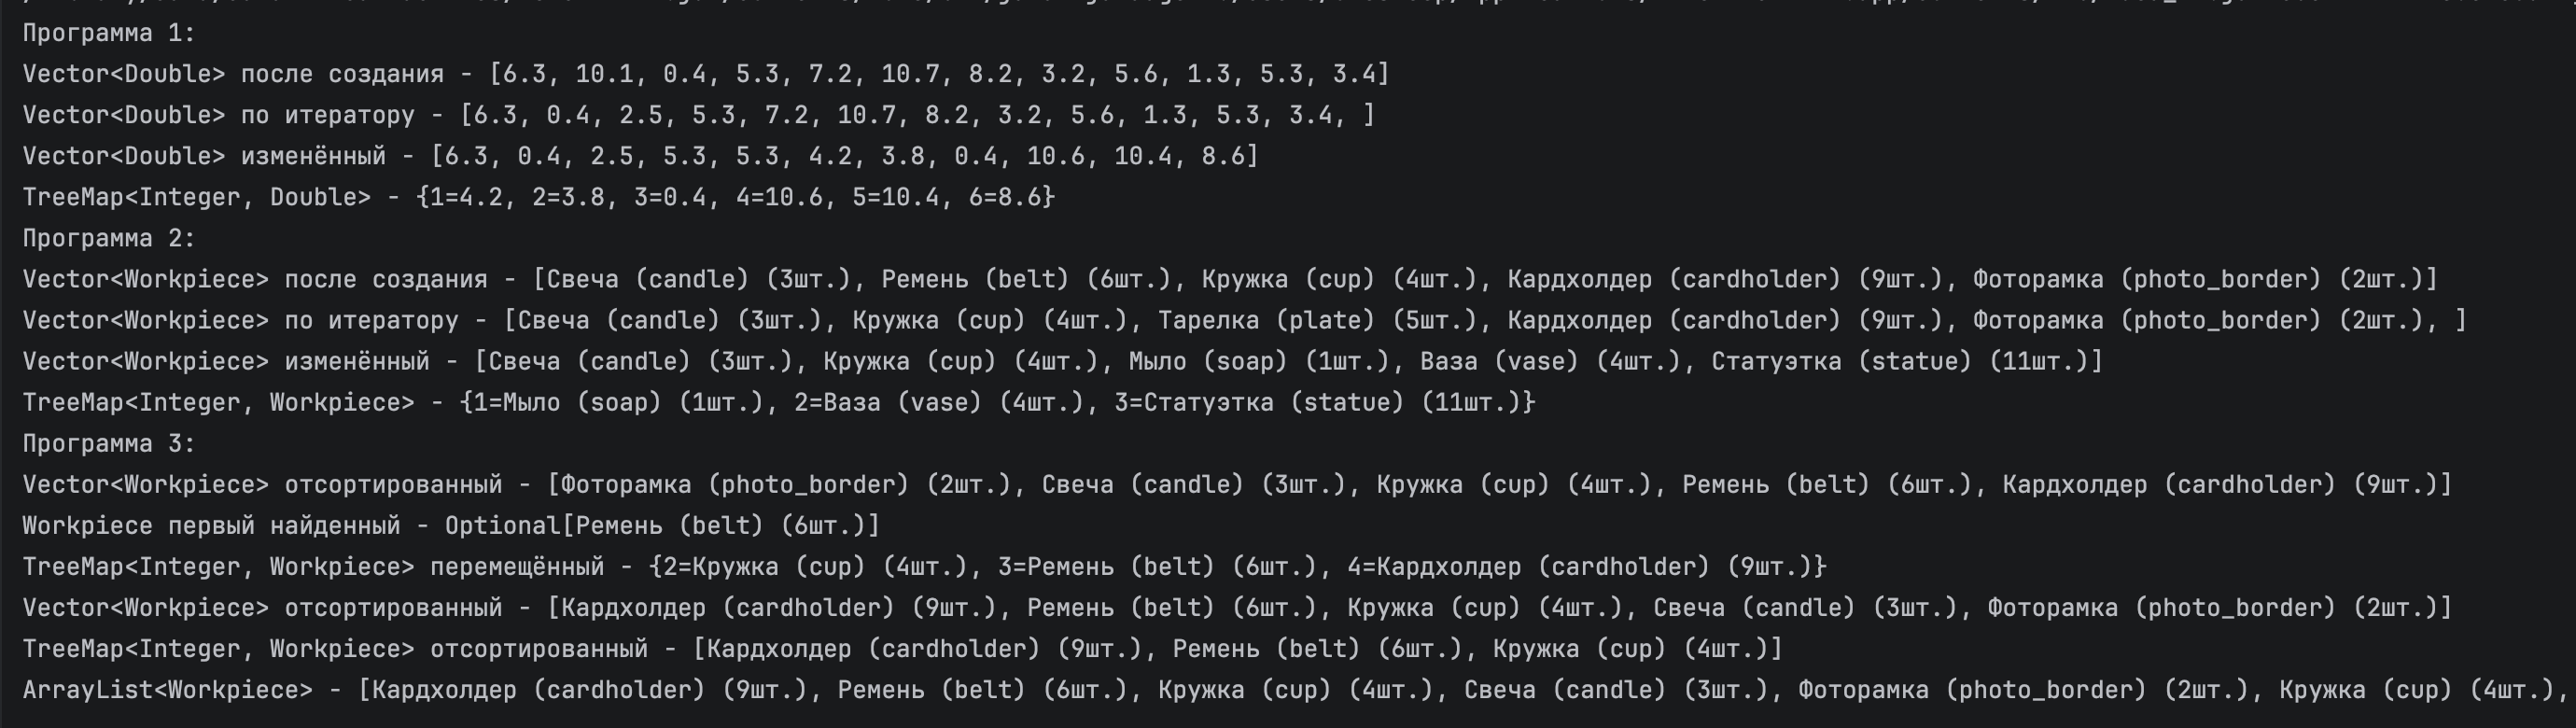 Программа 1:
Vector<Double> после создания - [6.3, 10.1, 0.4, 5.3, 7.2, 10.7, 8.2, 3.2, 5.6, 1.3, 5.3, 3.4]
Vector<Double> по итератору - [6.3, 0.4, 2.5, 5.3, 7.2, 10.7, 8.2, 3.2, 5.6, 1.3, 5.3, 3.4, ]
Vector<Double> изменённый - [6.3, 0.4, 2.5, 5.3, 5.3, 4.2, 3.8, 0.4, 10.6, 10.4, 8.6]
TreeMap<Integer, Double> - {1=4.2, 2=3.8, 3=0.4, 4=10.6, 5=10.4, 6=8.6}
Программа 2:
Vector<Workpiece> после создания - [Свеча (candle) (3шт.), Ремень (belt) (6шт.), Кружка (cup) (4шт.), Кардхолдер (cardholder) (9шт.), Фоторамка (photo_border) (2шт.)]
Vector<Workpiece> по итератору - [Свеча (candle) (3шт.), Кружка (cup) (4шт.), Тарелка (plate) (5шт.), Кардхолдер (cardholder) (9шт.), Фоторамка (photo_border) (2шт.), ]
Vector<Workpiece> изменённый - [Свеча (candle) (3шт.), Кружка (cup) (4шт.), Мыло (soap) (1шт.), Ваза (vase) (4шт.), Статуэтка (statue) (11шт.)]
TreeMap<Integer, Workpiece> - {1=Мыло (soap) (1шт.), 2=Ваза (vase) (4шт.), 3=Статуэтка (statue) (11шт.)}
Программа 3:
Vector<Workpiece> отсортированный - [Фоторамка (photo_border) (2шт.), Свеча (candle) (3шт.), Кружка (cup) (4шт.), Ремень (belt) (6шт.), Кардхолдер (cardholder) (9шт.)]
Workpiece первый найденный - Optional[Ремень (belt) (6шт.)]
TreeMap<Integer, Workpiece> перемещённый - {2=Кружка (cup) (4шт.), 3=Ремень (belt) (6шт.), 4=Кардхолдер (cardholder) (9шт.)}
Vector<Workpiece> отсортированный - [Кардхолдер (cardholder) (9шт.), Ремень (belt) (6шт.), Кружка (cup) (4шт.), Свеча (candle) (3шт.), Фоторамка (photo_border) (2шт.)]
TreeMap<Integer, Workpiece> отсортированный - [Кардхолдер (cardholder) (9шт.), Ремень (belt) (6шт.), Кружка (cup) (4шт.)]
ArrayList<Workpiece> - [Кардхолдер (cardholder) (9шт.), Ремень (belt) (6шт.), Кружка (cup) (4шт.), Свеча (candle) (3шт.), Фоторамка (photo_border) (2шт.), Кружка (cup) (4шт.),